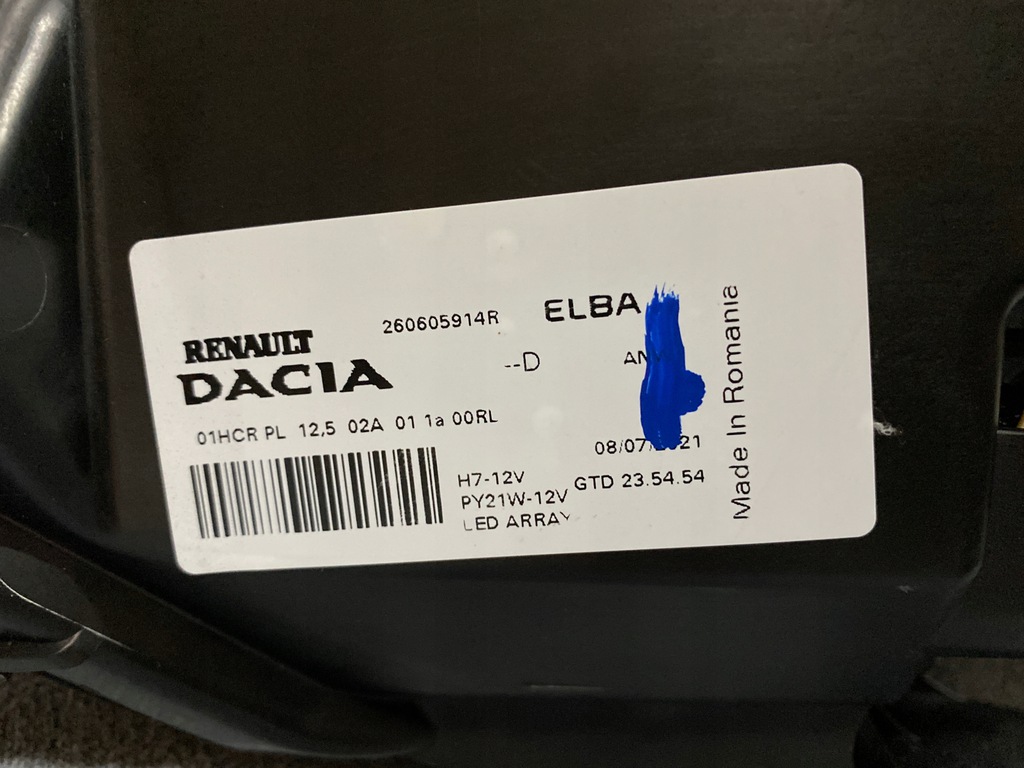 RENAULT
DACIA
260605914R
ELBA
--D
01HCR PL 12,5 02A 01 1a 00RL
H7-12V
PY21W-12V
LED ARRAY
GTD 23.54.54
Made In Romania